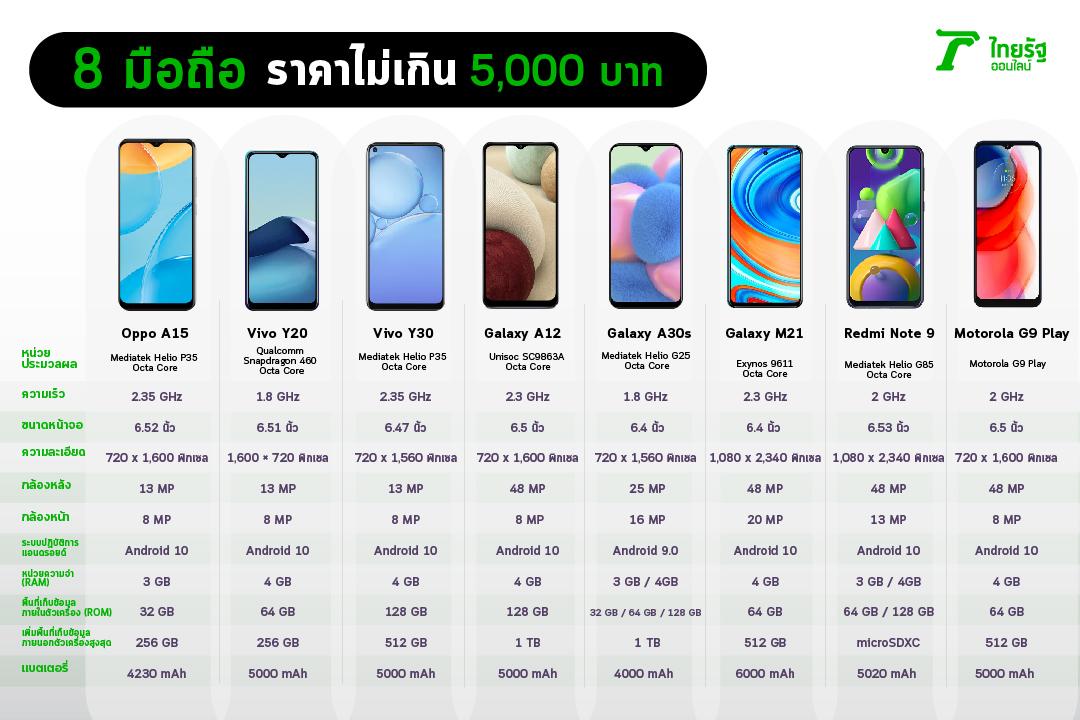 8 มือถือ ราคาไม่เกิน 5,000 บาท
ไทยรัฐ
ออนไลน์
Oppo A15 Vivo Y20 Vivo Y30 Galaxy A12 Galaxy A30s Galaxy M21 Redmi Note 9 Motorola G9 Play
หน่วย
ประมวลผล
Mediatek Helio P35
Octa Core
Qualcomm
Snapdragon 460
Octa Core
Mediatek Helio P35
Octa Core
Unisoc SC9863A
Octa Core
Mediatek Helio G25
Octa Core
Exynos 9611
Octa Core
Mediatek Helio G85
Octa Core
Motorola G9 Play
ความเร็ว 2.35 GHz 1.8 GHz 2.35 GHz 2.3 GHz 1.8 GHz 2.3 GHz 2 GHz 2 GHz
ขนาดหน้าจอ 6.52 นิ้ว 6.51 นิ้ว 6.47 นิ้ว 6.5 นิ้ว 6.4 นิ้ว 6.4 นิ้ว 6.53 นิ้ว 6.5 นิ้ว
ความละเอียด 720 x 1,600 พิกเซล 1,600 × 720 พิกเซล 720 x 1,560 พิกเซล 720 x 1,600 พิกเซล 720 x 1,560 พิกเซล 1,080 x 2,340 พิกเซล 1,080 x 2,340 พิกเซล 720 x 1,600 พิกเซล
กล้องหลัง 13 MP 13 MP 13 MP 48 MP 25 MP 48 MP 48 MP 48 MP
กล้องหน้า 8 MP 8 MP 8 MP 8 MP 16 MP 20 MP 13 MP 8 MP
ระบบปฏิบัติการ
แอนดรอยด์ Android 10 Android 10 Android 10 Android 10 Android 9.0 Android 10 Android 10 Android 10
หน่วยความจำ
(RAM) 3 GB 4 GB 4 GB 4 GB 3 GB / 4GB 4 GB 3 GB / 4GB 4 GB
พื้นที่เก็บข้อมูล
ภายในตัวเครื่อง (ROM) 32 GB 64 GB 128 GB 128 GB 32 GB / 64 GB / 128 GB 64 GB 64 GB / 128 GB 64 GB
เพิ่มพื้นที่เก็บข้อมูล
ภายนอกตัวเครื่องสูงสุด 256 GB 256 GB 512 GB 1 TB 1 TB 512 GB microSDXC 512 GB
แบตเตอรี่ 4230 mAh 5000 mAh 5000 mAh 5000 mAh 4000 mAh 6000 mAh 5020 mAh 5000 mAh